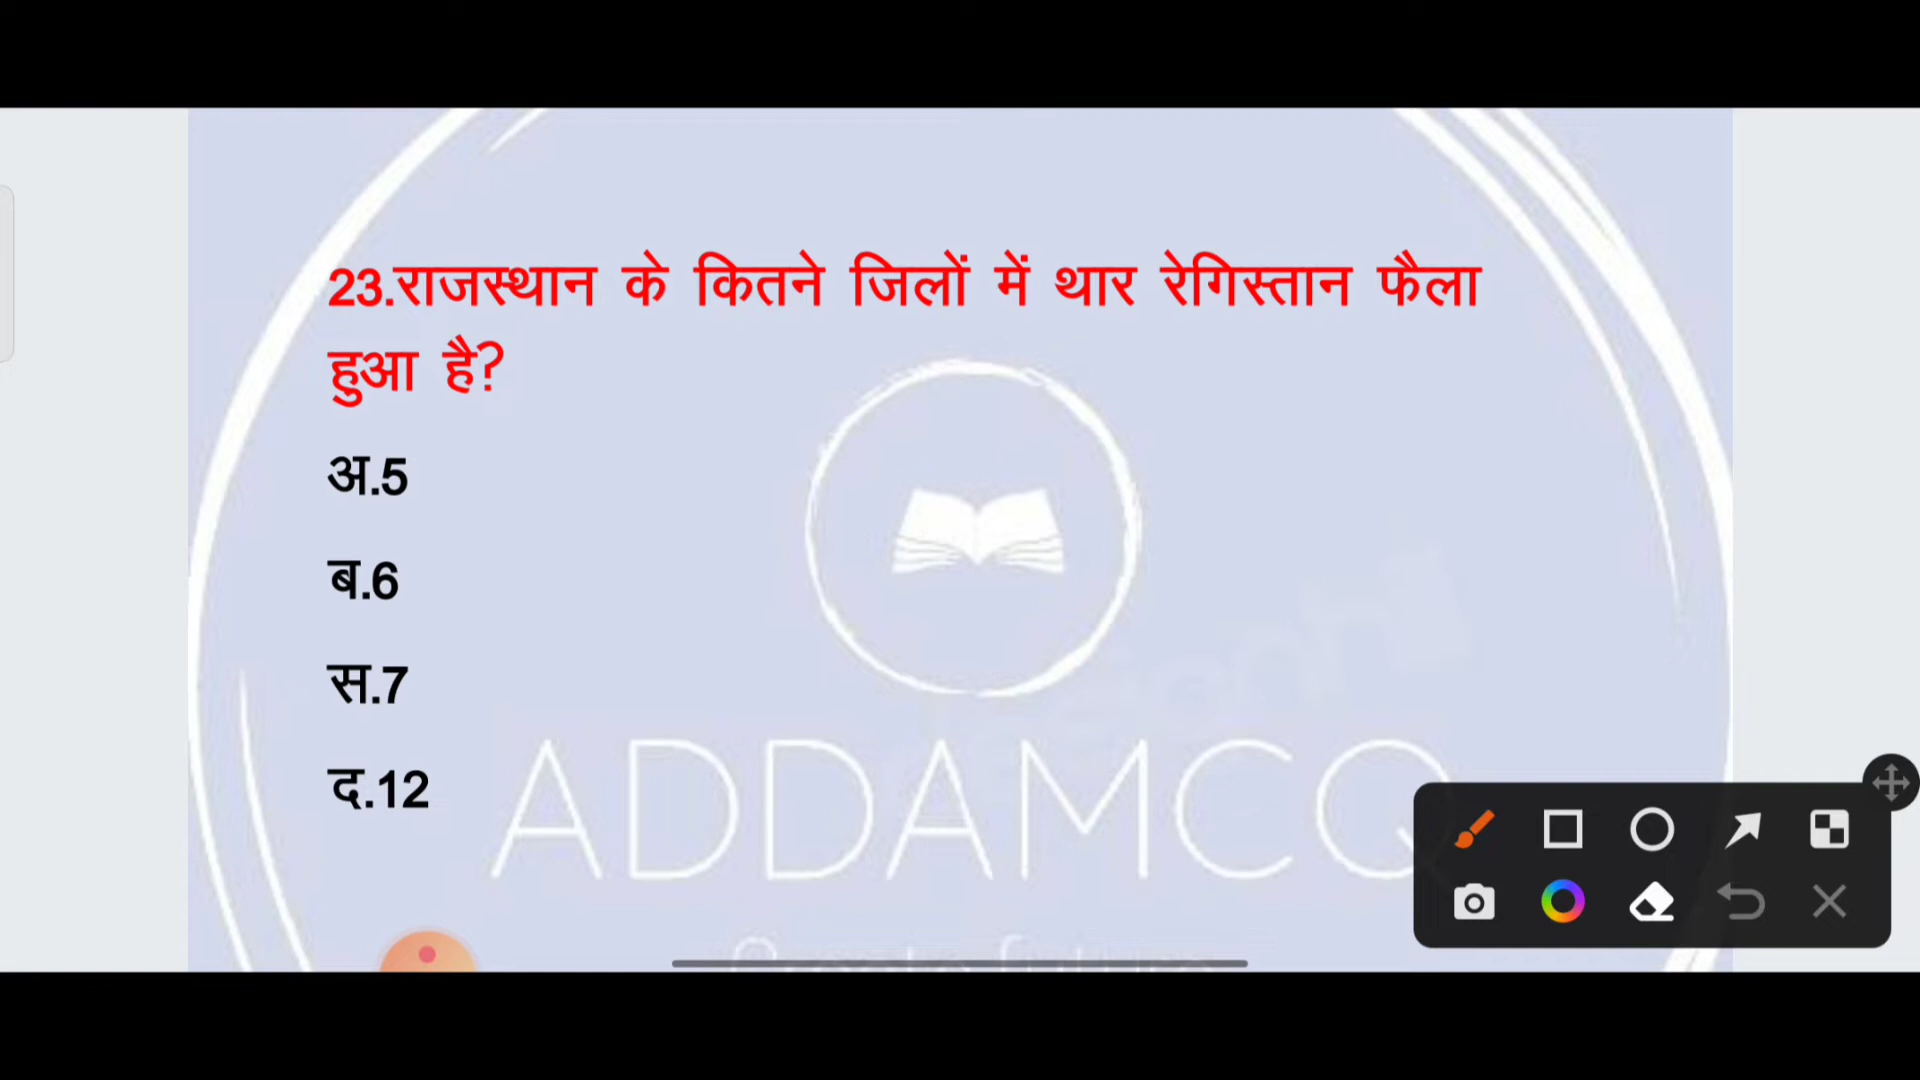 23.राजस्थान के कितने जिलों में थार रेगिस्तान फैला
हुआ है?
अ.5
ब.6
स.7
द.12
ADDAMCQ